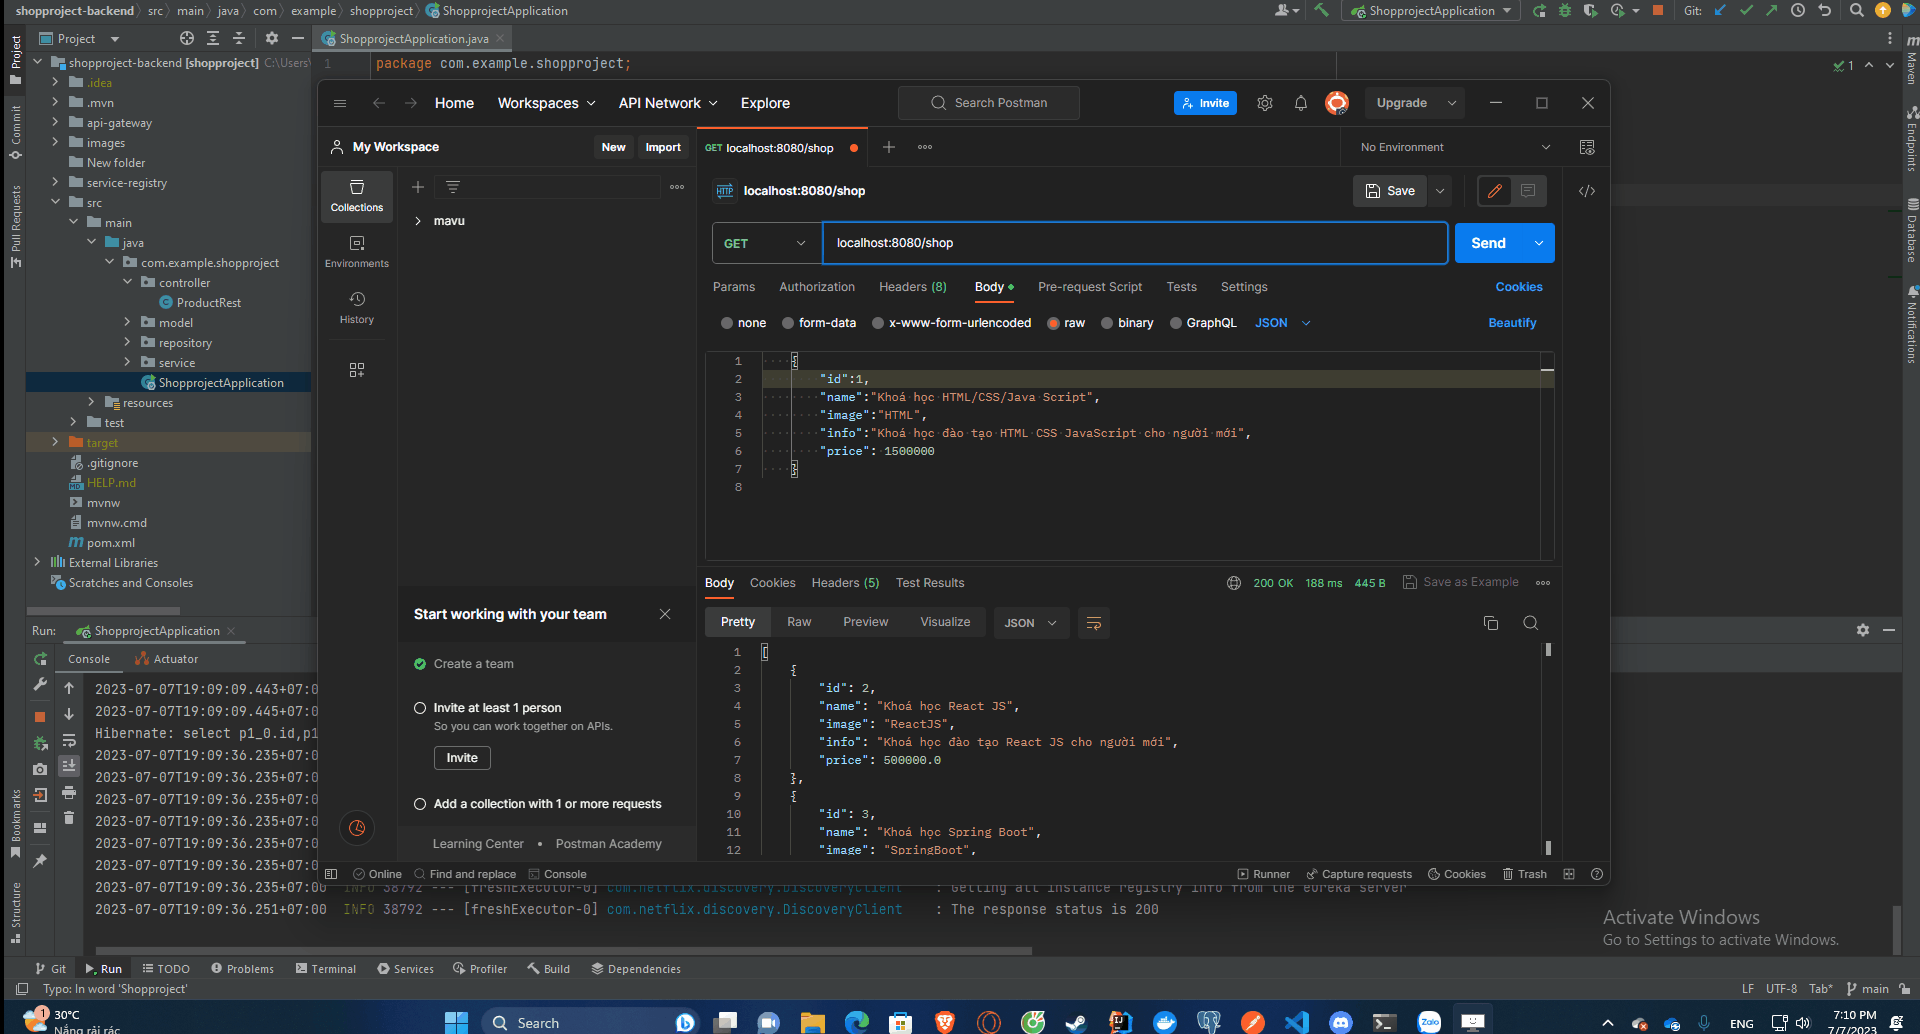 shopproject-backend src main java com example shopproject ShopprojectApplication
ShopprojectApplication Git:
Project ShopprojectApplication.java
shopproject-backend [shopproject] C:\Users\
1 package com.example.shopproject;
1
.idea
.mvn
api-gateway
images
New folder
service-registry
src
main
java
com.example.shopproject
controller
ProductRest
model
repository
service
ShopprojectApplication
resources
test
target
.gitignore
HELP.md
mvnw
mvnw.cmd
pom.xml
External Libraries
Scratches and Consoles
Project
Commit
Pull Requests
Bookmarks
Structure
Maven
Endpoints
Database
Notifications
Home Workspaces API Network Explore Search Postman Invite Upgrade
My Workspace New Import
GET localhost:8080/shop No Environment
Collections
Environments
History
mavu
HTTP localhost:8080/shop Save
GET localhost:8080/shop Send
Params Authorization Headers (8) Body Pre-request Script Tests Settings Cookies
none form-data x-www-form-urlencoded raw binary GraphQL JSON Beautify
1 {
2 "id":1,
3 "name":"Khoá học HTML/CSS/Java Script",
4 "image":"HTML",
5 "info":"Khoá học đào tạo HTML CSS JavaScript cho người mới",
6 "price": 1500000
7 }
8
Body Cookies Headers (5) Test Results 200 OK 188 ms 445 B Save as Example
Pretty Raw Preview Visualize JSON
1 [
2 {
3 "id": 2,
4 "name": "Khoá học React JS",
5 "image": "ReactJS",
6 "info": "Khoá học đào tạo React JS cho người mới",
7 "price": 500000.0
8 },
9 {
10 "id": 3,
11 "name": "Khoá học Spring Boot",
12 "image": "SpringBoot",
Start working with your team
Create a team
Invite at least 1 person
So you can work together on APIs.
Invite
Add a collection with 1 or more requests
Learning Center • Postman Academy
Online Find and replace Console Runner Capture requests Cookies Trash
Run: ShopprojectApplication
Console Actuator
2023-07-07T19:09:09.443+07:0
2023-07-07T19:09:09.445+07:0
Hibernate: select p1_0.id,p1
2023-07-07T19:09:36.235+07:0
2023-07-07T19:09:36.235+07:0
2023-07-07T19:09:36.235+07:0
2023-07-07T19:09:36.235+07:0
2023-07-07T19:09:36.235+07:0
2023-07-07T19:09:36.235+07:0
2023-07-07T19:09:36.235+07:00 INFO 38792 --- [freshExecutor-0] com.netflix.discovery.DiscoveryClient : Getting all instance registry info from the eureka server
2023-07-07T19:09:36.251+07:00 INFO 38792 --- [freshExecutor-0] com.netflix.discovery.DiscoveryClient : The response status is 200
Activate Windows
Go to Settings to activate Windows.
Git Run TODO Problems Terminal Services Profiler Build Dependencies
Typo: In word 'Shopproject' LF UTF-8 Tab* main
1 30°C
Nắng rải rác
Search
Zalo
ENG
7:10 PM
7/7/2023